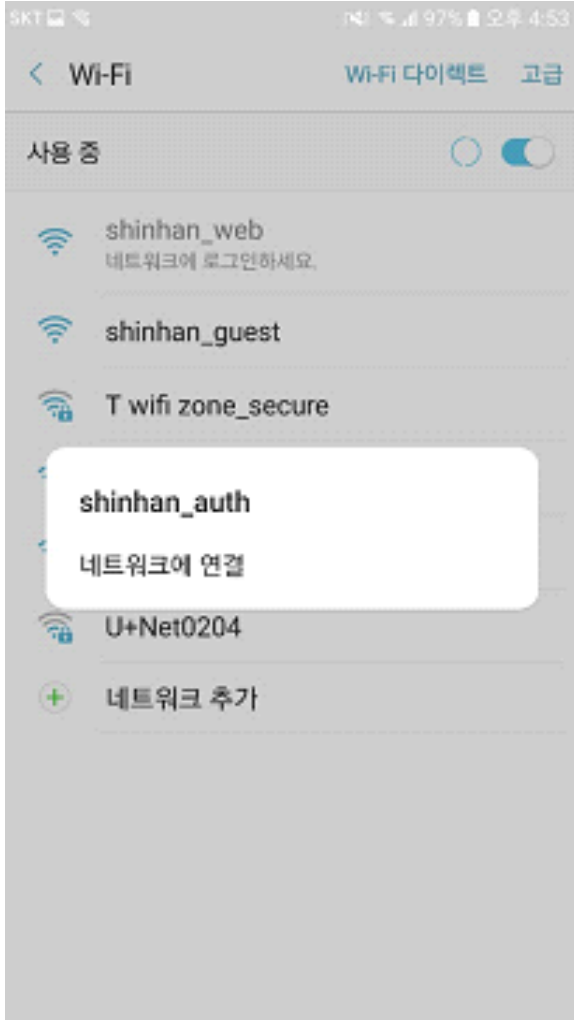 SKT 97% 오후 4:53
Wi-Fi Wi-Fi 다이렉트 고급
사용 중
shinhan_web
네트워크에 로그인하세요.
shinhan_guest
T wifi zone_secure
shinhan_auth
네트워크에 연결
U+Net0204
네트워크 추가